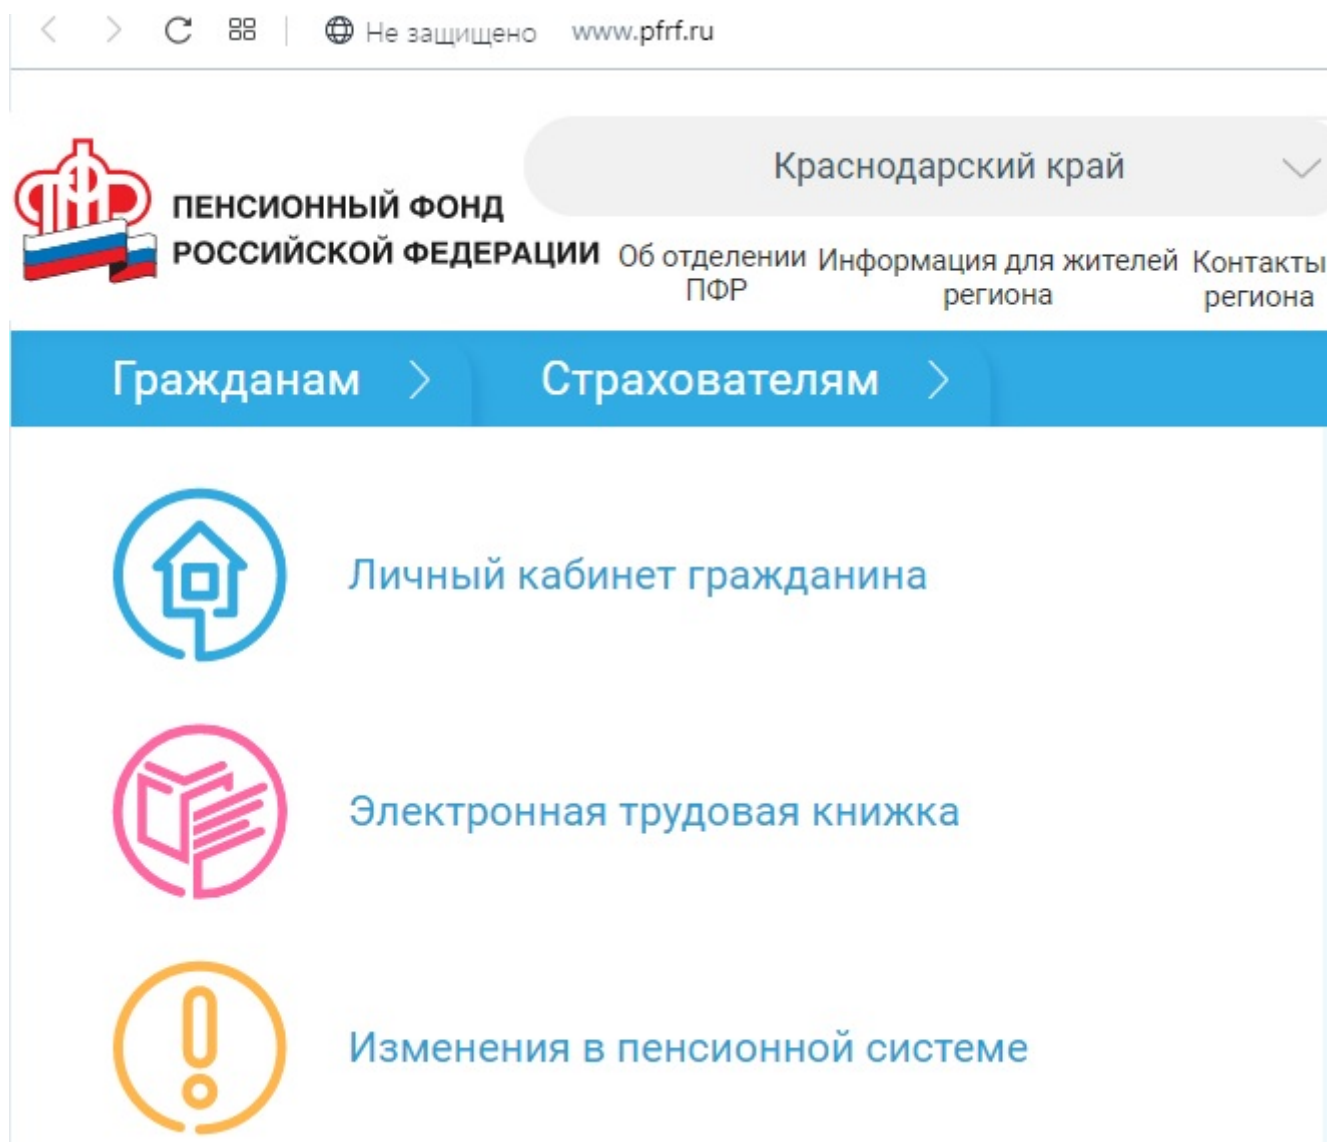 Не защищено www.pfrf.ru
Краснодарский край
ПЕНСИОННЫЙ ФОНД
РОССИЙСКОЙ ФЕДЕРАЦИИ
Об отделении
ПФР
Информация для жителей
региона
Контакты
региона
Гражданам
Страхователям
Личный кабинет гражданина
Электронная трудовая книжка
Изменения в пенсионной системе